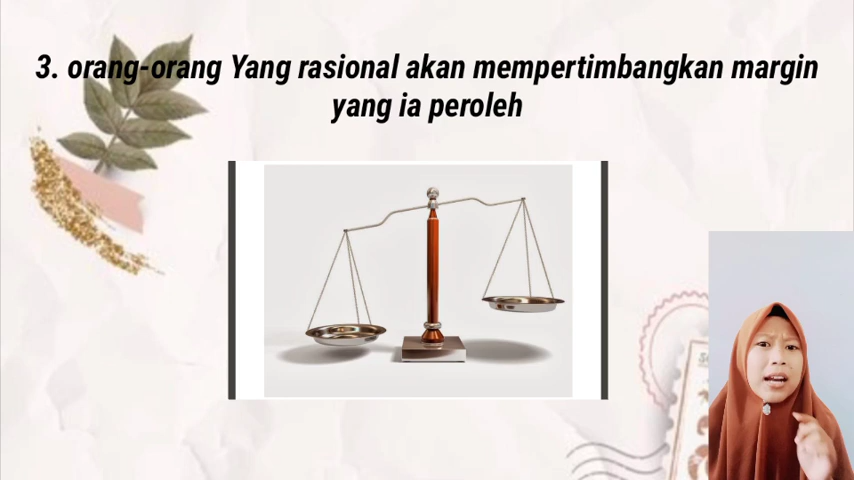 3. orang-orang Yang rasional akan mempertimbangkan margin
yang ia peroleh